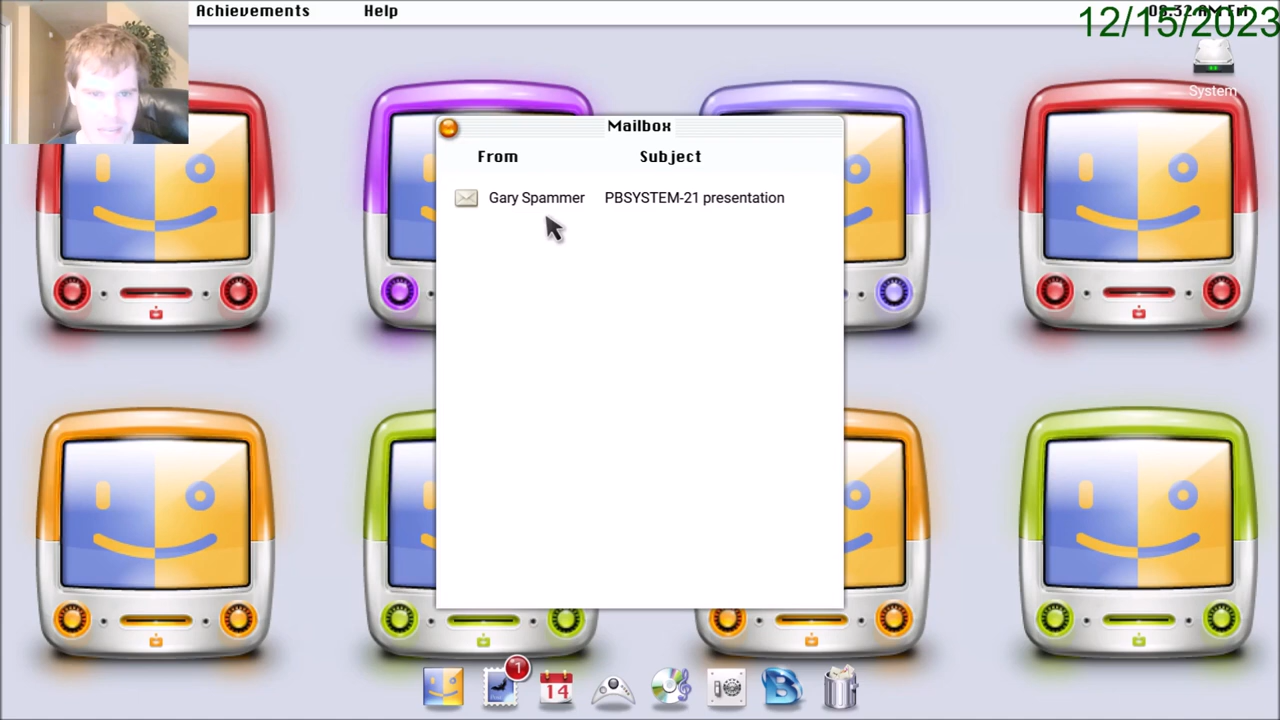 Achievements Help
12/15/2023
System
Mailbox
From Subject
Gary Spammer PBSYSTEM-21 presentation
1
14